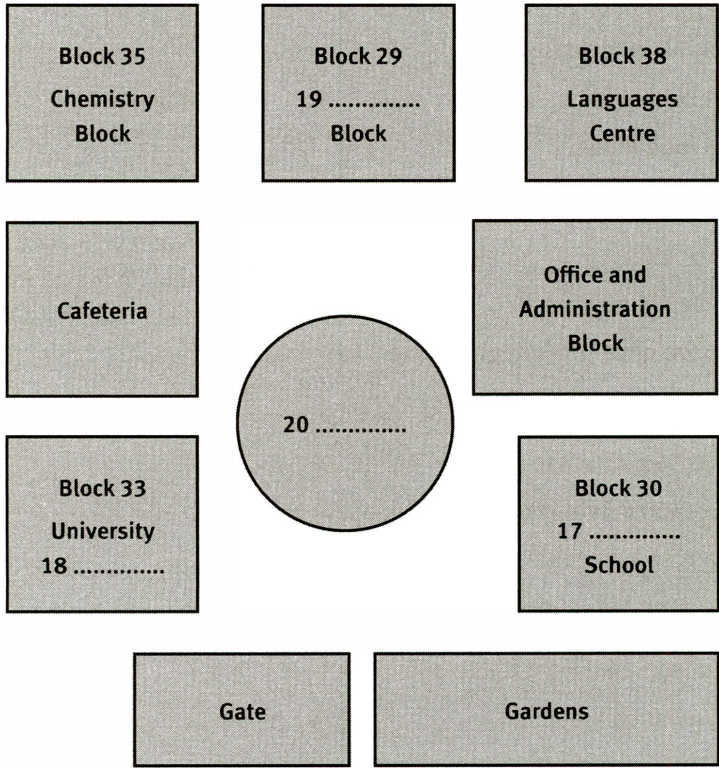 Block 35
Chemistry
Block
Block 29
19 ..............
Block
Block 38
Languages
Centre
Cafeteria
Office and
Administration
Block
20 ..............
Block 33
University
18 ..............
Block 30
17 ..............
School
Gate
Gardens